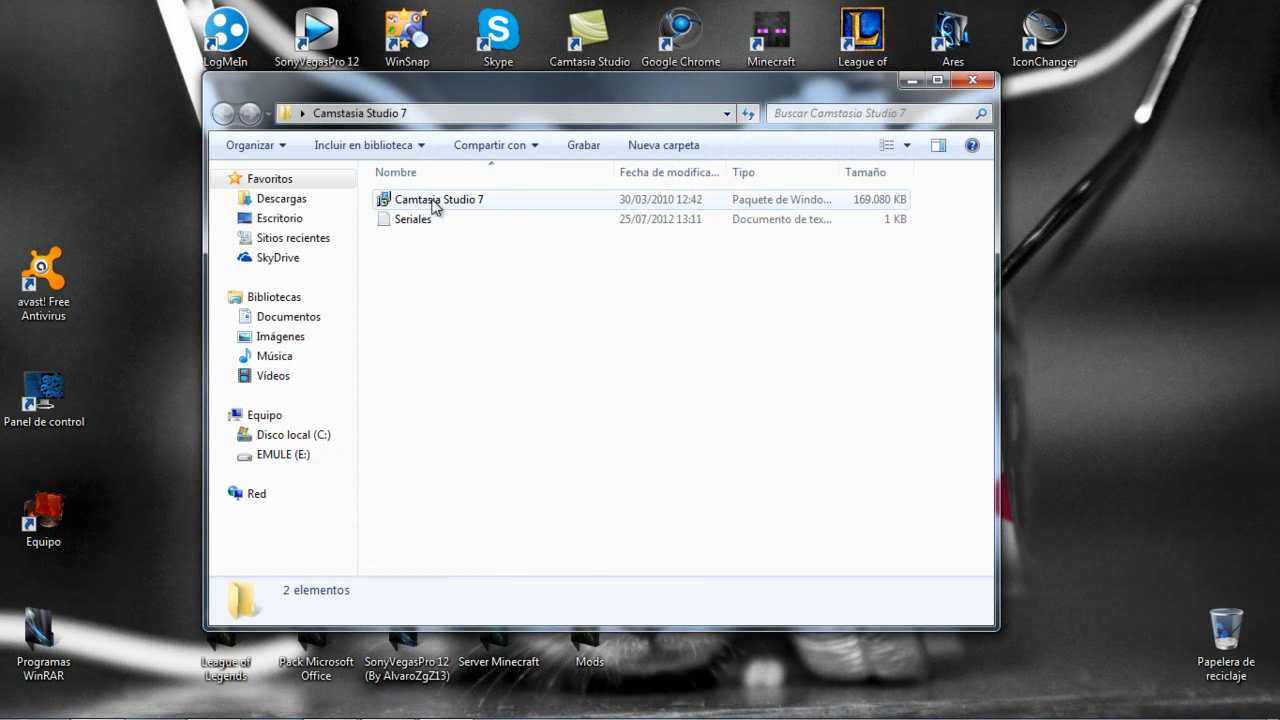 LogMeIn
SonyVegasPro 12
WinSnap
Skype
Camtasia Studio
Google Chrome
Minecraft
League of
Ares
IconChanger
Camstasia Studio 7
Buscar Camstasia Studio 7
Organizar
Incluir en biblioteca
Compartir con
Grabar
Nueva carpeta
Nombre
Fecha de modifica...
Tipo
Tamaño
Camtasia Studio 7
30/03/2010 12:42
Paquete de Windo...
169.080 KB
Seriales
25/07/2012 13:11
Documento de tex...
1 KB
Favoritos
Descargas
Escritorio
Sitios recientes
SkyDrive
Bibliotecas
Documentos
Imágenes
Música
Vídeos
Equipo
Disco local (C:)
EMULE (E:)
Red
2 elementos
avast! Free
Antivirus
Panel de control
Equipo
Programas
WinRAR
League of
Legends
Pack Microsoft
Office
SonyVegasPro 12
(By AlvaroZgZ13)
Server Minecraft
Mods
Papelera de
reciclaje